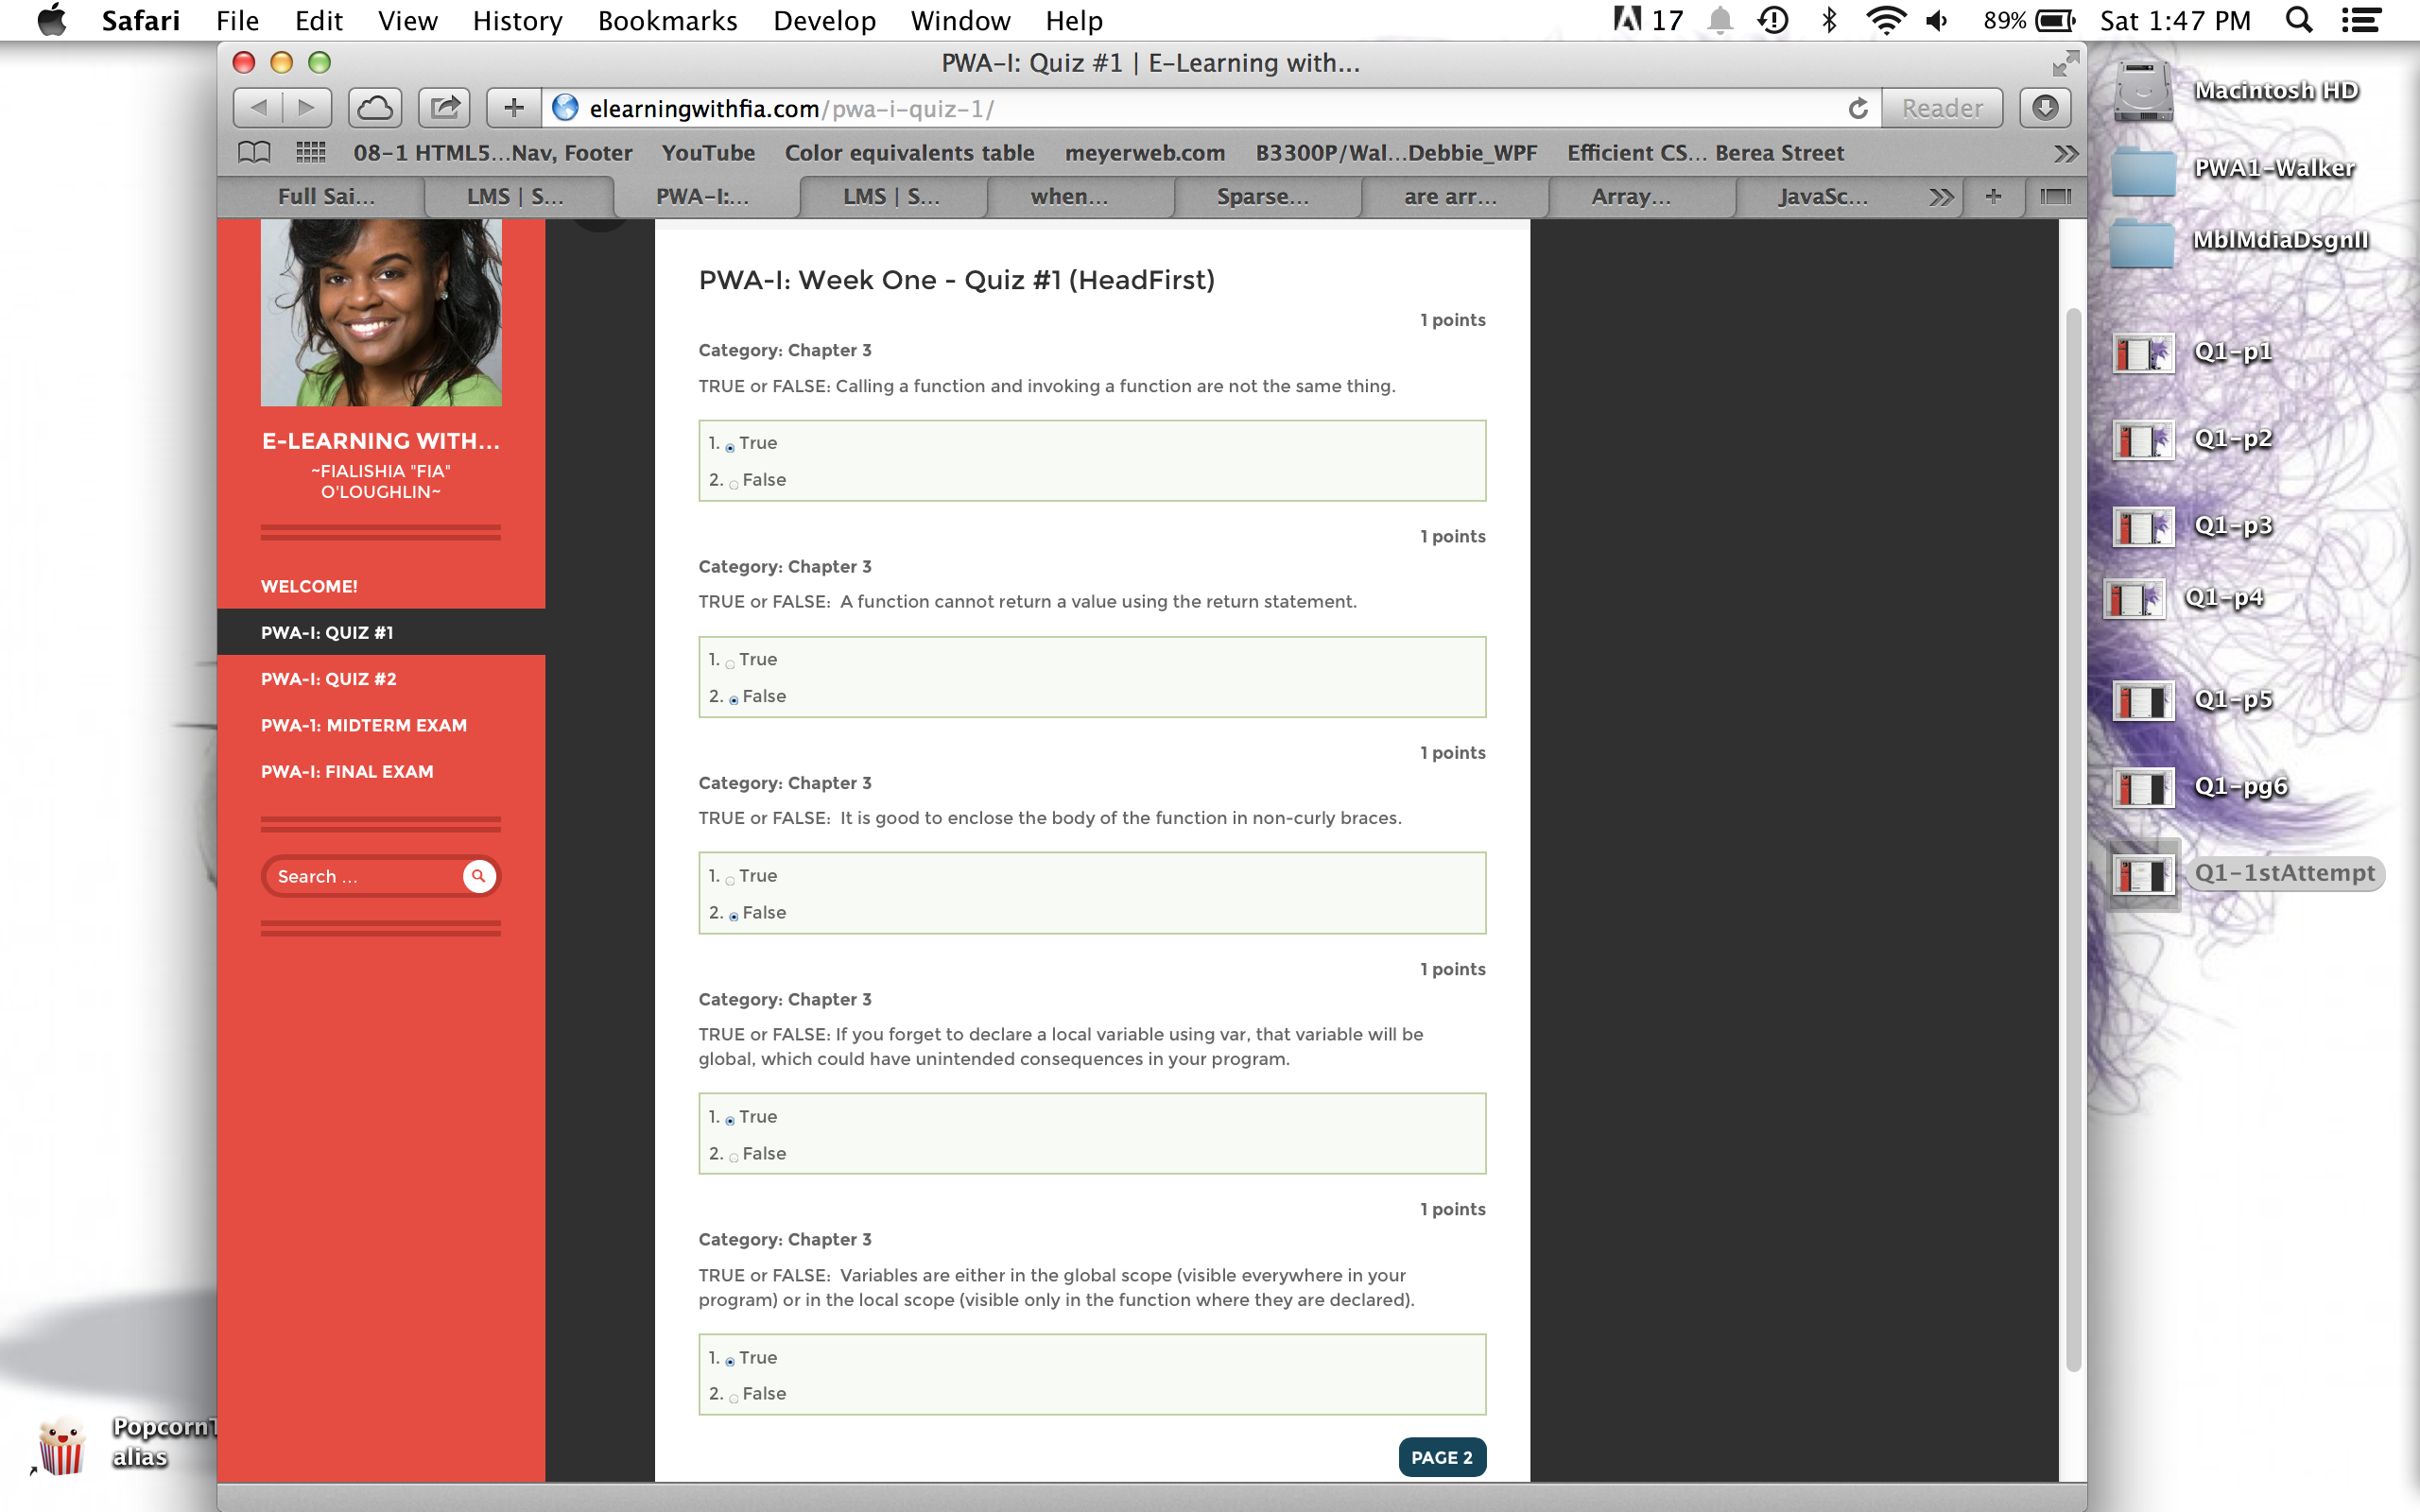 Safari File Edit View History Bookmarks Develop Window Help 17 89% Sat 1:47 PM
PWA-I: Quiz #1 | E-Learning with...
elearningwithfia.com/pwa-i-quiz-1/ Reader
08-1 HTML5...Nav, Footer YouTube Color equivalents table meyerweb.com B3300P/Wal...Debbie_WPF Efficient CS... Berea Street
Full Sai... LMS | S... PWA-I:... LMS | S... when... Sparse... are arr... Array... JavaSc...
E-LEARNING WITH...
~FIALISHIA "FIA"
O'LOUGHLIN~
WELCOME!
PWA-I: QUIZ #1
PWA-I: QUIZ #2
PWA-1: MIDTERM EXAM
PWA-I: FINAL EXAM
Search ...
PWA-I: Week One - Quiz #1 (HeadFirst)
1 points
Category: Chapter 3
TRUE or FALSE: Calling a function and invoking a function are not the same thing.
1. True
2. False
1 points
Category: Chapter 3
TRUE or FALSE:  A function cannot return a value using the return statement.
1. True
2. False
1 points
Category: Chapter 3
TRUE or FALSE:  It is good to enclose the body of the function in non-curly braces.
1. True
2. False
1 points
Category: Chapter 3
TRUE or FALSE: If you forget to declare a local variable using var, that variable will be
global, which could have unintended consequences in your program.
1. True
2. False
1 points
Category: Chapter 3
TRUE or FALSE:  Variables are either in the global scope (visible everywhere in your
program) or in the local scope (visible only in the function where they are declared).
1. True
2. False
PAGE 2
Macintosh HD
PWA1-Walker
MblMdiaDsgnII
Q1-p1
Q1-p2
Q1-p3
Q1-p4
Q1-p5
Q1-pg6
Q1-1stAttempt
PopcornT
alias